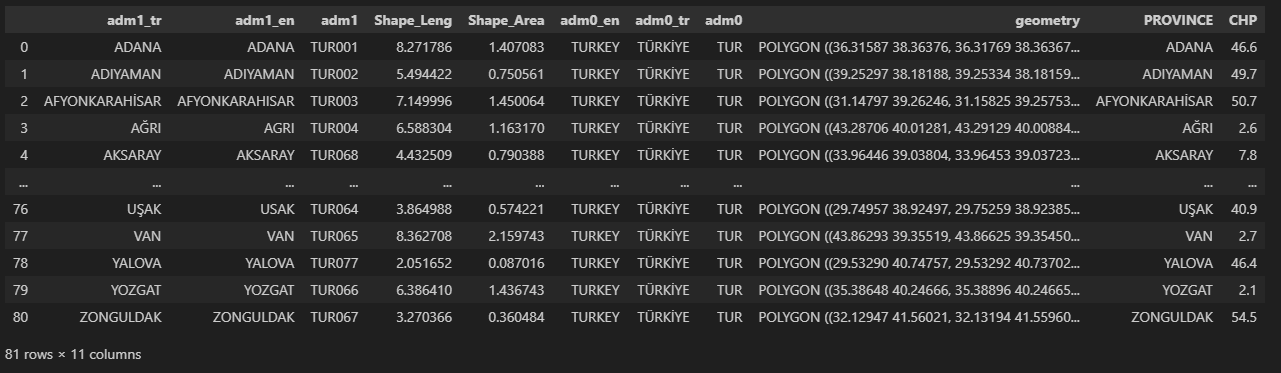 adm1_tr adm1_en adm1 Shape_Leng Shape_Area adm0_en adm0_tr adm0 geometry PROVINCE CHP
0 ADANA ADANA TUR001 8.271786 1.407083 TURKEY TÜRKİYE TUR POLYGON ((36.31587 38.36376, 36.31769 38.36367... ADANA 46.6
1 ADIYAMAN ADIYAMAN TUR002 5.494422 0.750561 TURKEY TÜRKİYE TUR POLYGON ((39.25297 38.18188, 39.25334 38.18159... ADIYAMAN 49.7
2 AFYONKARAHİSAR AFYONKARAHISAR TUR003 7.149996 1.450064 TURKEY TÜRKİYE TUR POLYGON ((31.14797 39.26246, 31.15825 39.25753... AFYONKARAHİSAR 50.7
3 AĞRI AGRI TUR004 6.588304 1.163170 TURKEY TÜRKİYE TUR POLYGON ((43.28706 40.01281, 43.29129 40.00884... AĞRI 2.6
4 AKSARAY AKSARAY TUR068 4.432509 0.790388 TURKEY TÜRKİYE TUR POLYGON ((33.96446 39.03804, 33.96453 39.03723... AKSARAY 7.8
... ... ... ... ... ... ... ... ... ... ... ...
76 UŞAK USAK TUR064 3.864988 0.574221 TURKEY TÜRKİYE TUR POLYGON ((29.74957 38.92497, 29.75259 38.92385... UŞAK 40.9
77 VAN VAN TUR065 8.362708 2.159743 TURKEY TÜRKİYE TUR POLYGON ((43.86293 39.35519, 43.86625 39.35450... VAN 2.7
78 YALOVA YALOVA TUR077 2.051652 0.087016 TURKEY TÜRKİYE TUR POLYGON ((29.53290 40.74757, 29.53292 40.73702... YALOVA 46.4
79 YOZGAT YOZGAT TUR066 6.386410 1.436743 TURKEY TÜRKİYE TUR POLYGON ((35.38648 40.24666, 35.38896 40.24665... YOZGAT 2.1
80 ZONGULDAK ZONGULDAK TUR067 3.270366 0.360484 TURKEY TÜRKİYE TUR POLYGON ((32.12947 41.56021, 32.13194 41.55960... ZONGULDAK 54.5
81 rows × 11 columns